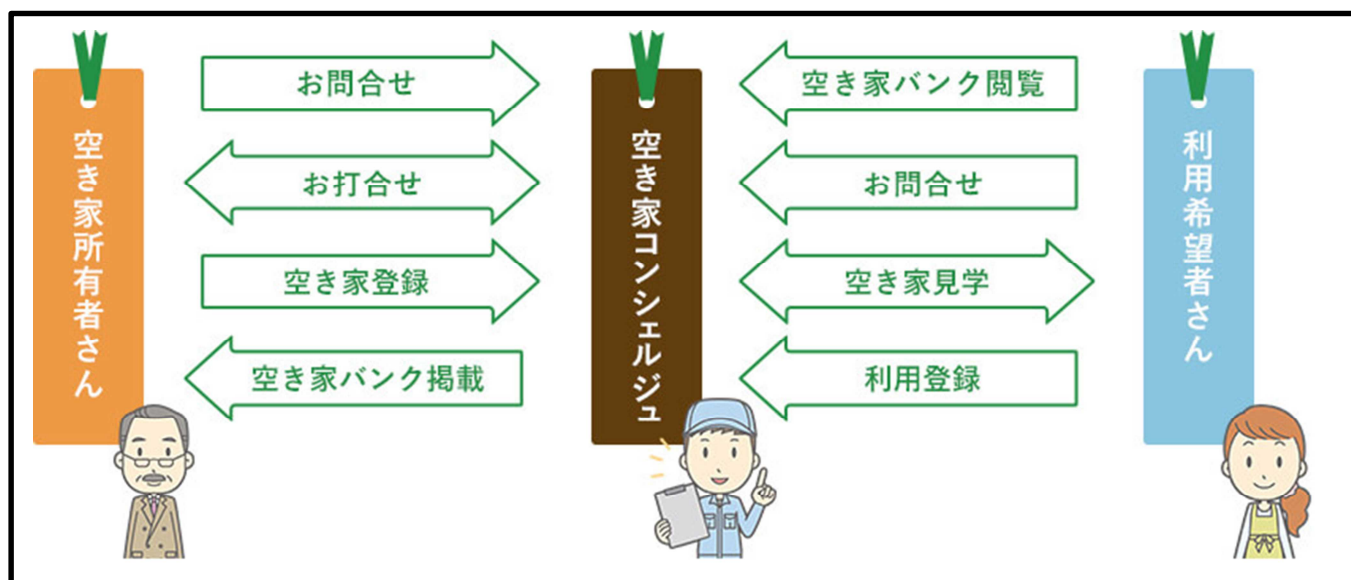 空き家所有者さん
お問合せ
お打合せ
空き家登録
空き家バンク掲載
空き家コンシェルジュ
空き家バンク閲覧
お問合せ
空き家見学
利用登録
利用希望者さん